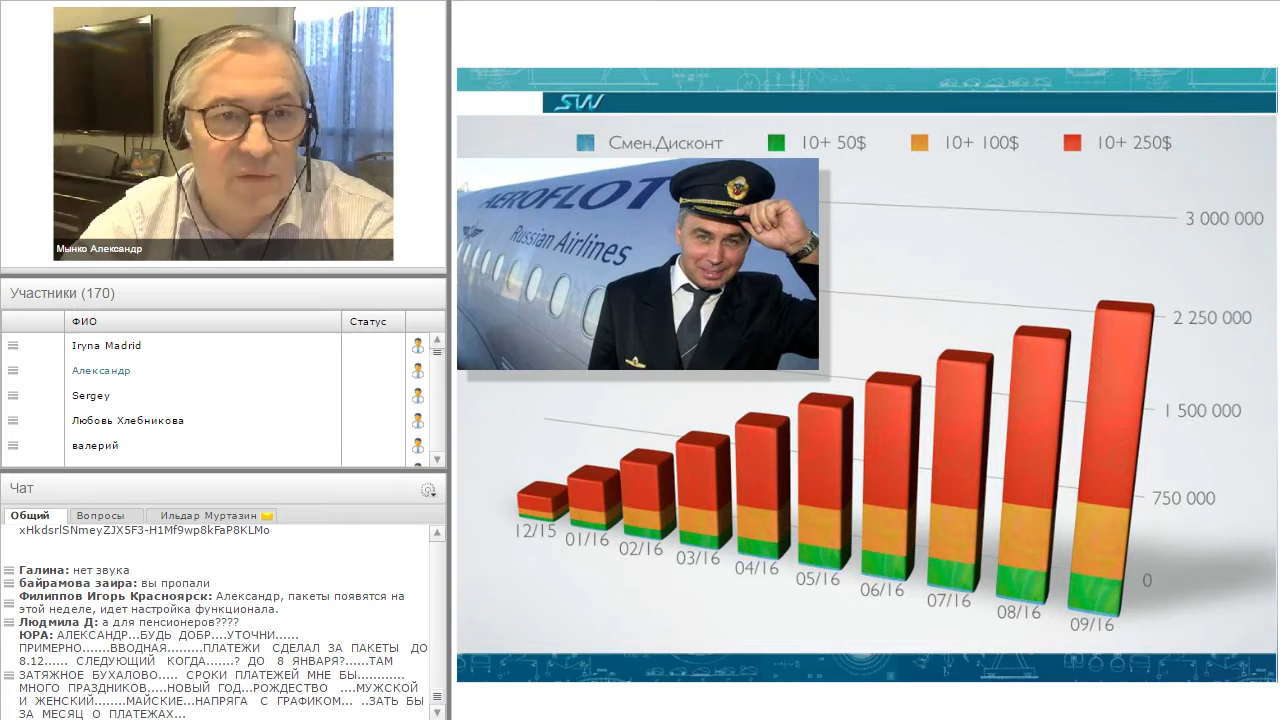 Мынко Александр
Участники (170)
ФИО
Статус
Iryna Madrid
Александр
Sergey
Любовь Хлебникова
валерий
Чат
Общий
Вопросы
Ильдар Муртазин
xHkdsrlSNmeyZJX5F3-H1Mf9wp8kFaP8KLMo
Галина: нет звука
байрамова заира: вы пропали
Филиппов Игорь Красноярск: Александр, пакеты появятся на
этой неделе, идет настройка функционала.
Людмила Д: а для пенсионеров????
ЮРА: АЛЕКСАНДР...БУДЬ ДОБР....УТОЧНИ......
ПРИМЕРНО.......ВВОДНАЯ.........ПЛАТЕЖИ СДЕЛАЛ ЗА ПАКЕТЫ ДО
8.12...... СЛЕДУЮЩИЙ КОГДА.......? ДО 8 ЯНВАРЯ?......ТАМ
ЗАТЯЖНОЕ БУХАЛОВО..... СРОКИ ПЛАТЕЖЕЙ МНЕ БЫ...........
МНОГО ПРАЗДНИКОВ.....НОВЫЙ ГОД...РОЖДЕСТВО ....МУЖСКОЙ
И ЖЕНСКИЙ.......МАЙСКИЕ...НАПРЯГА С ГРАФИКОМ... ..ЗАТЬ БЫ
ЗА МЕСЯЦ О ПЛАТЕЖАХ...
SW
Смен.Дисконт
10+ 50$
10+ 100$
10+ 250$
AEROFLOT
Russian Airlines
3 000 000
2 250 000
1 500 000
750 000
0
12/15
01/16
02/16
03/16
04/16
05/16
06/16
07/16
08/16
09/16